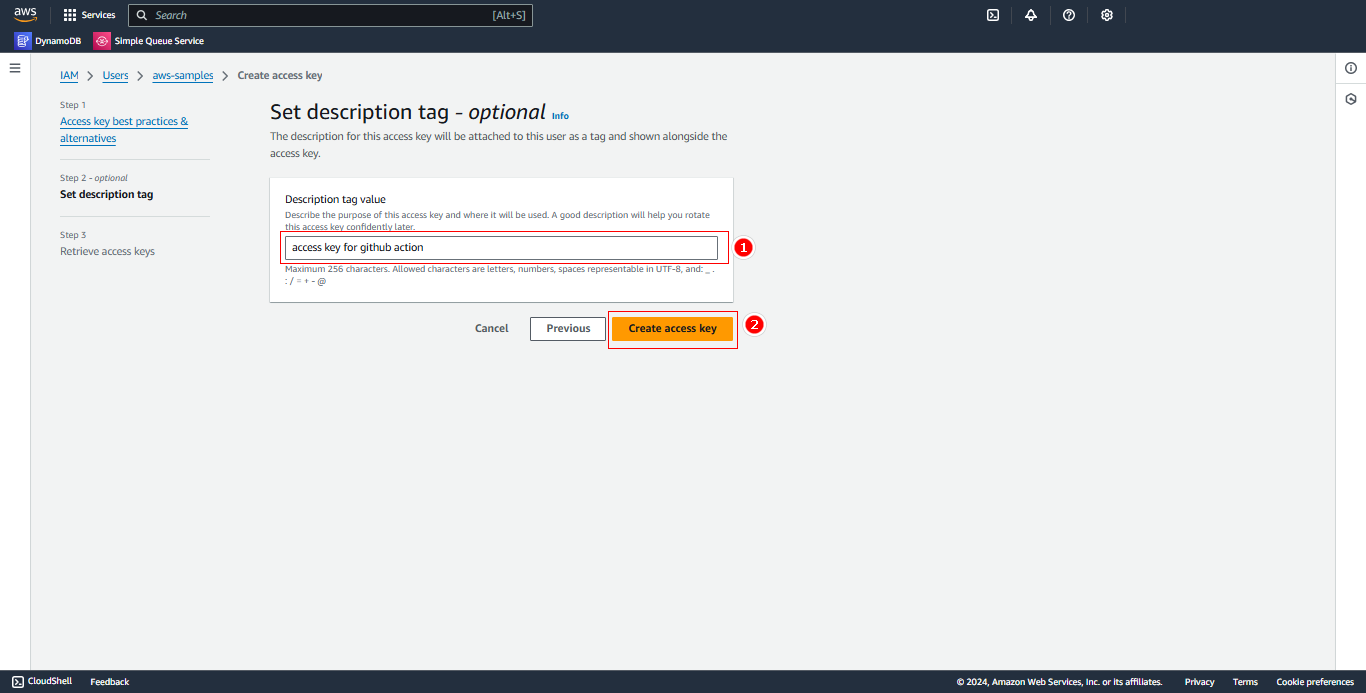 aws
Services
Search
[Alt+S]
DynamoDB
Simple Queue Service
IAM > Users > aws-samples > Create access key
Step 1
Access key best practices &
alternatives
Step 2 - optional
Set description tag
Step 3
Retrieve access keys
Set description tag - optional Info
The description for this access key will be attached to this user as a tag and shown alongside the
access key.
Description tag value
Describe the purpose of this access key and where it will be used. A good description will help you rotate
this access key confidently later.
access key for github action
1
Maximum 256 characters. Allowed characters are letters, numbers, spaces representable in UTF-8, and: _ .
: / = + - @
Cancel
Previous
Create access key
2
CloudShell
Feedback
© 2024, Amazon Web Services, Inc. or its affiliates.
Privacy
Terms
Cookie preferences